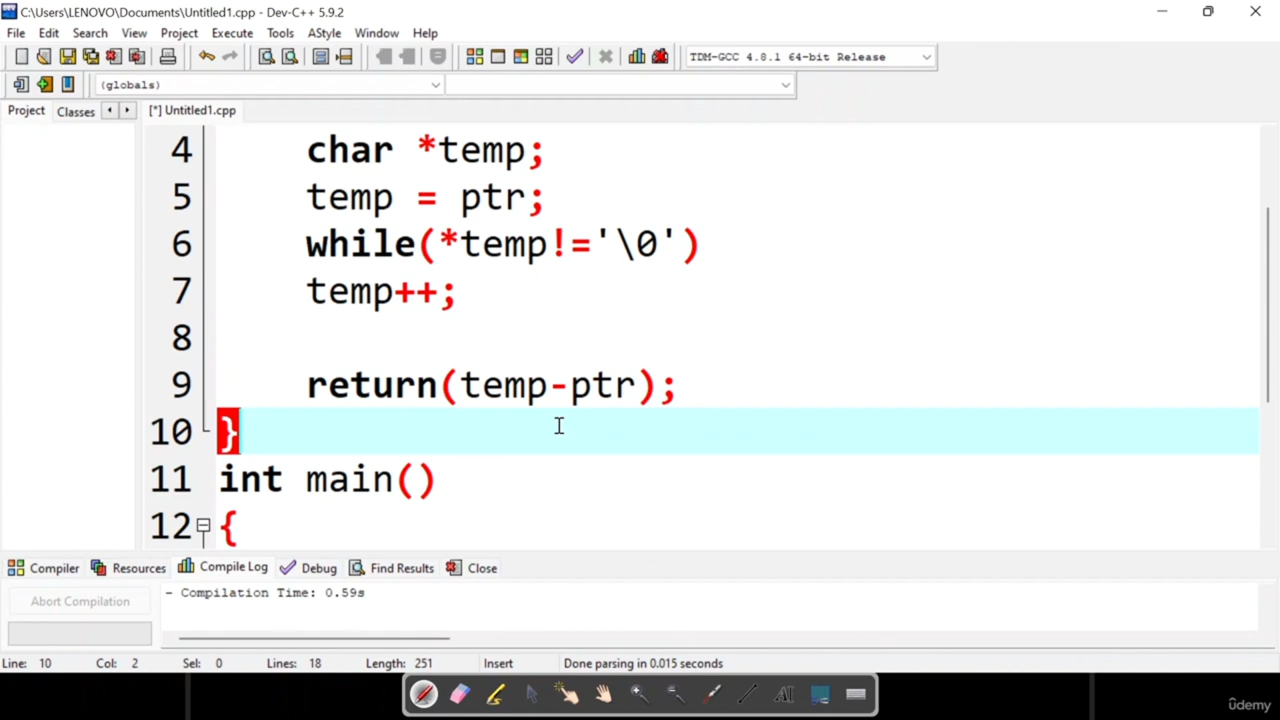 C:\Users\LENOVO\Documents\Untitled1.cpp - Dev-C++ 5.9.2
File Edit Search View Project Execute Tools AStyle Window Help
TDM-GCC 4.8.1 64-bit Release
(globals)
Project Classes [*] Untitled1.cpp
4 char *temp;
5 temp = ptr;
6 while(*temp!='\0')
7 temp++;
8
9 return(temp-ptr);
10 }
11 int main()
12 {
Compiler Resources Compile Log Debug Find Results Close
Abort Compilation
- Compilation Time: 0.59s
Line: 10 Col: 2 Sel: 0 Lines: 18 Length: 251 Insert Done parsing in 0.015 seconds
AI
ûdemy